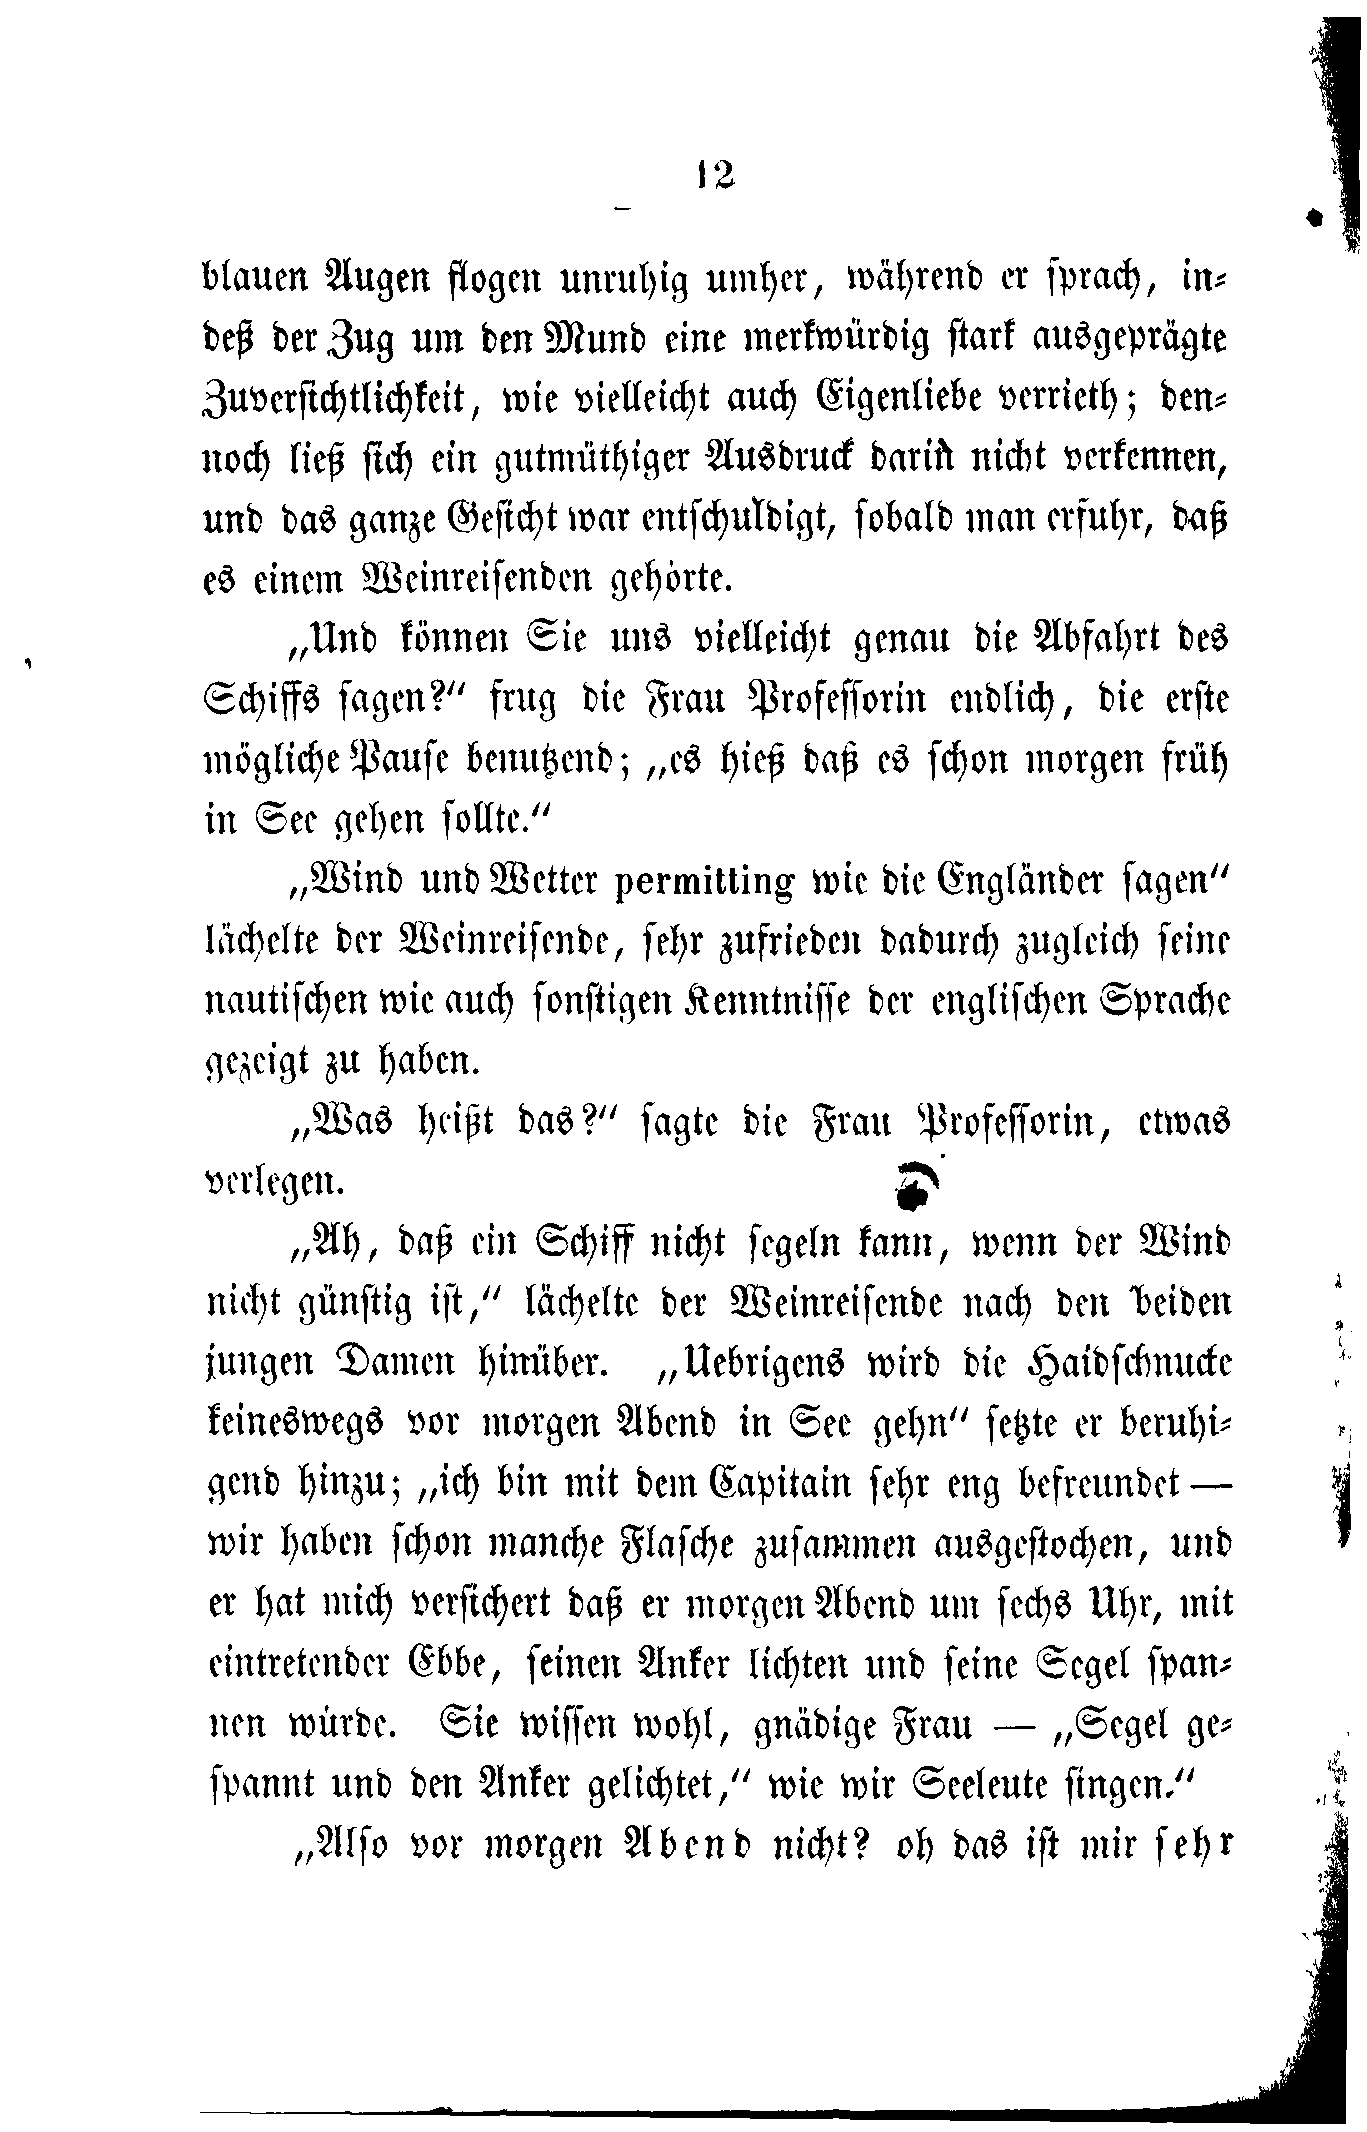 12
blauen Augen flogen unruhig umher, während er sprach, in-
deß der Zug um den Mund eine merkwürdig stark ausgeprägte
Zuversichtlichkeit, wie vielleicht auch Eigenliebe verrieth; den-
noch ließ sich ein gutmüthiger Ausdruck darin nicht verkennen,
und das ganze Gesicht war entschuldigt, sobald man erfuhr, daß
es einem Weinreisenden gehörte.
„Und können Sie uns vielleicht genau die Abfahrt des
Schiffs sagen?“ frug die Frau Professorin endlich, die erste
mögliche Pause benutzend; „es hieß daß es schon morgen früh
in See gehen sollte.“
„Wind und Wetter permitting wie die Engländer sagen“
lächelte der Weinreisende, sehr zufrieden dadurch zugleich seine
nautischen wie auch sonstigen Kenntnisse der englischen Sprache
gezeigt zu haben.
„Was heißt das?“ sagte die Frau Professorin, etwas
verlegen.
„Ah, daß ein Schiff nicht segeln kann, wenn der Wind
nicht günstig ist,“ lächelte der Weinreisende nach den beiden
jungen Damen hinüber. „Uebrigens wird die Haidschnucke
keineswegs vor morgen Abend in See gehn“ setzte er beruhi-
gend hinzu; „ich bin mit dem Capitain sehr eng befreundet —
wir haben schon manche Flasche zusammen ausgestochen, und
er hat mich versichert daß er morgen Abend um sechs Uhr, mit
eintretender Ebbe, seinen Anker lichten und seine Segel span-
nen würde. Sie wissen wohl, gnädige Frau — „Segel ge-
spannt und den Anker gelichtet,“ wie wir Seeleute singen.“
„Also vor morgen Abend nicht? oh das ist mir sehr